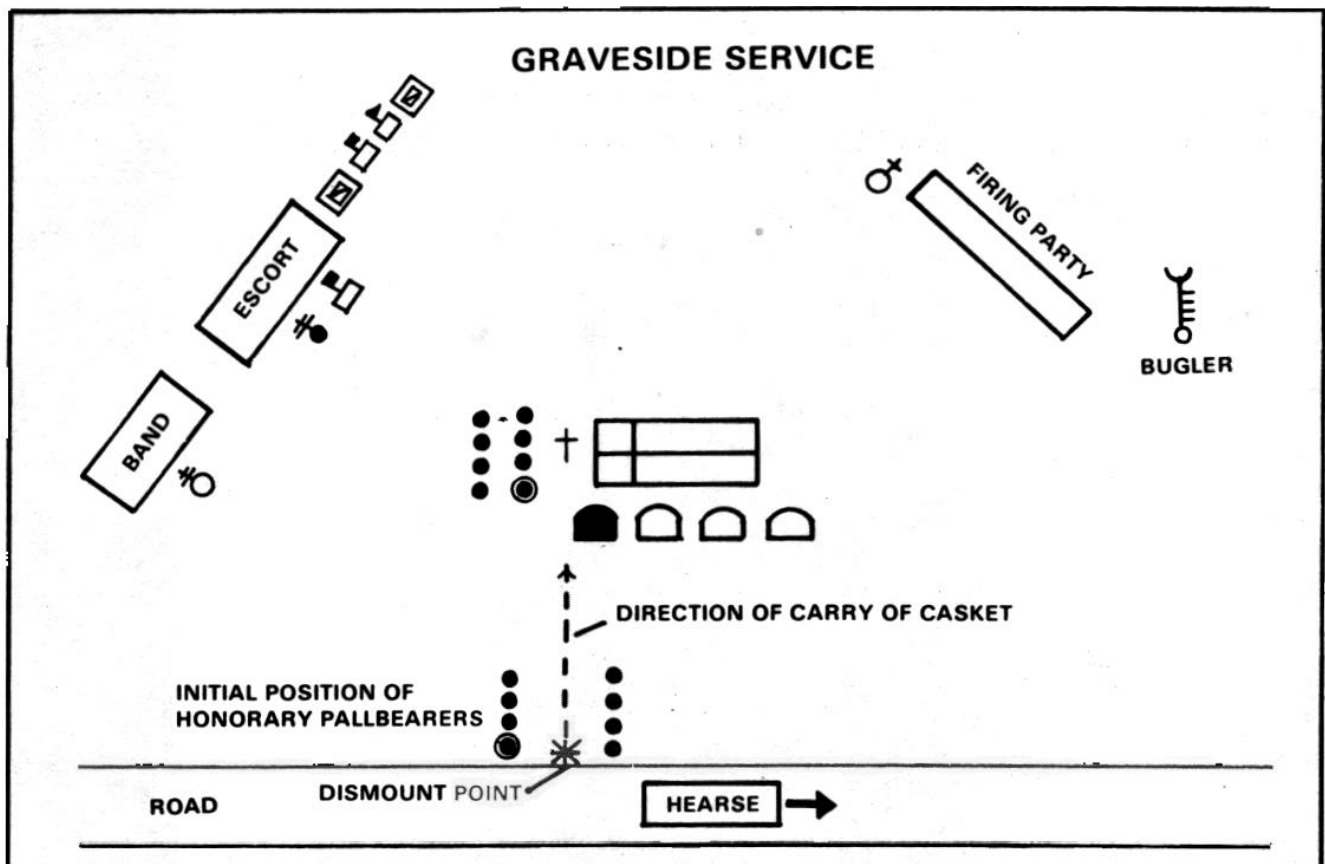 GRAVESIDE SERVICE
FIRING PARTY
ESCORT
BUGLER
BAND
DIRECTION OF CARRY OF CASKET
INITIAL POSITION OF
HONORARY PALLBEARERS
DISMOUNT POINT
ROAD
HEARSE